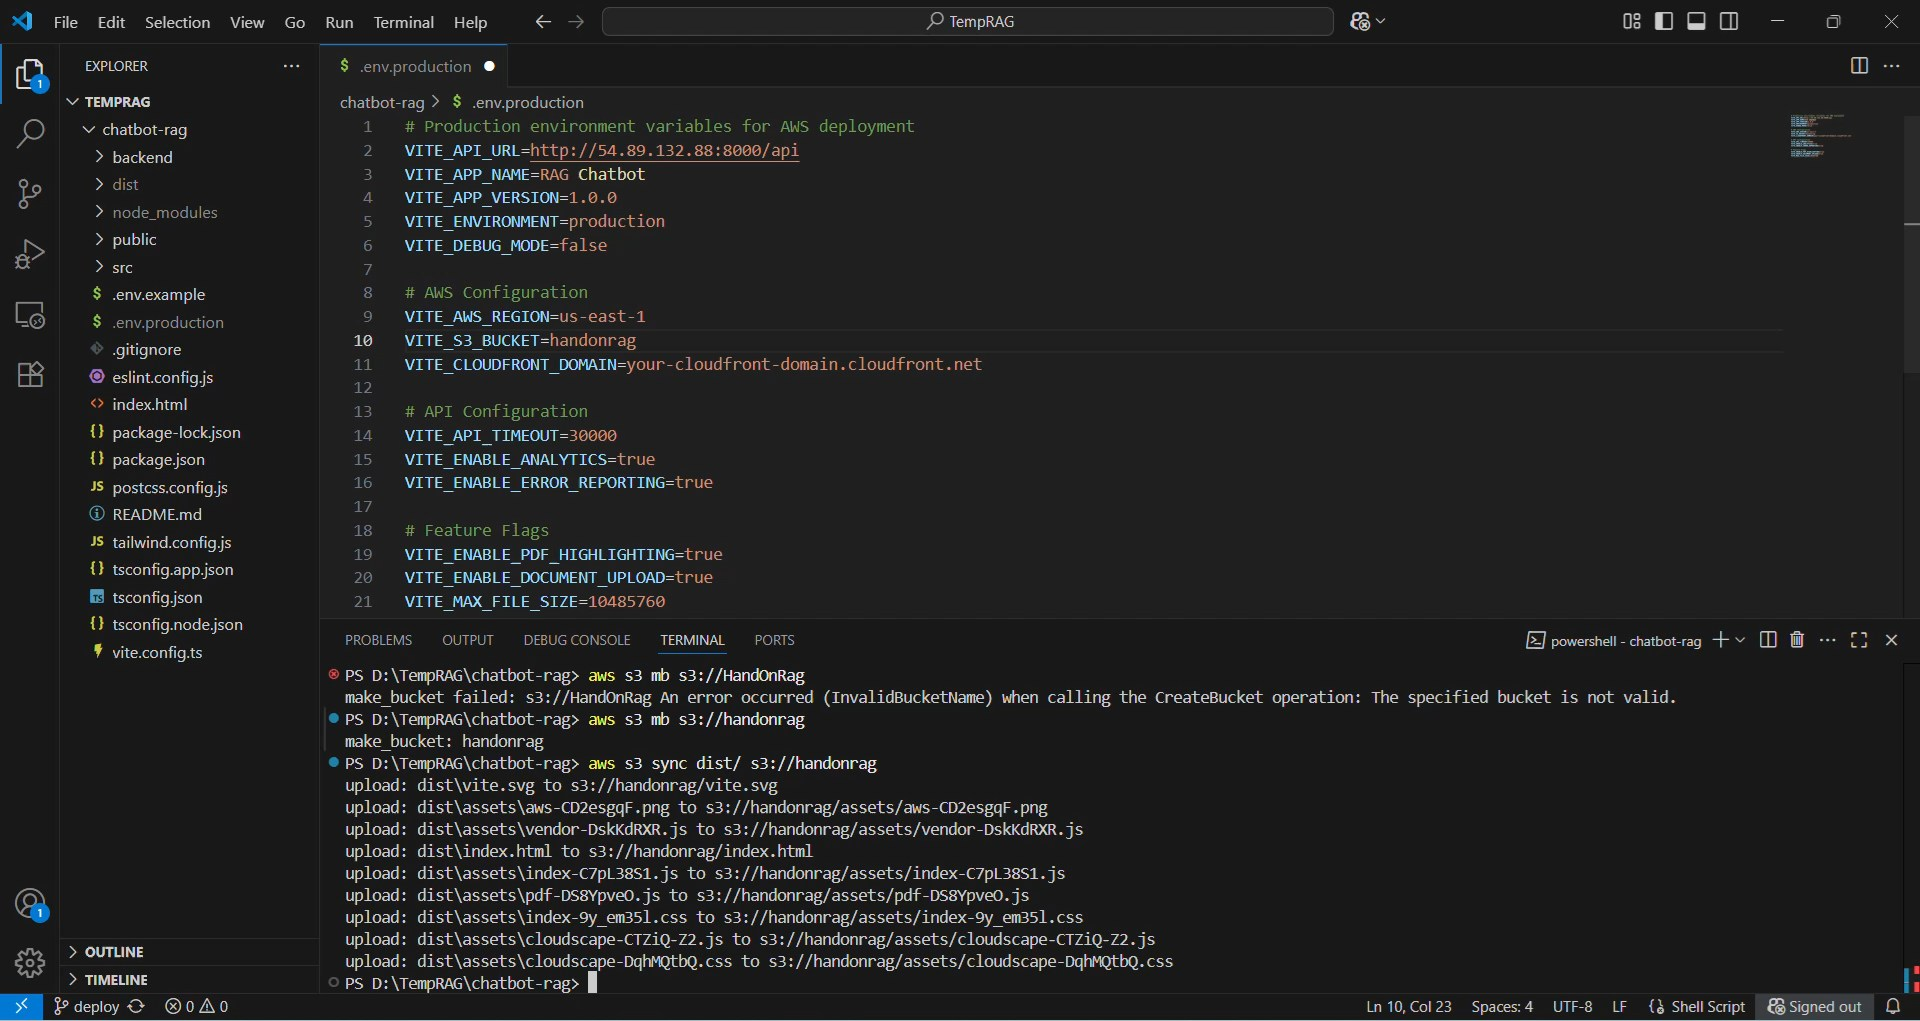 File Edit Selection View Go Run Terminal Help
TempRAG
EXPLORER
1
TEMPRAG
chatbot-rag
backend
dist
node_modules
public
src
$ .env.example
$ .env.production
.gitignore
eslint.config.js
<> index.html
{} package-lock.json
{} package.json
JS postcss.config.js
README.md
JS tailwind.config.js
{} tsconfig.app.json
TS tsconfig.json
{} tsconfig.node.json
vite.config.ts
OUTLINE
TIMELINE
1
$ .env.production
chatbot-rag > $ .env.production
1 # Production environment variables for AWS deployment
2 VITE_API_URL=http://54.89.132.88:8000/api
3 VITE_APP_NAME=RAG Chatbot
4 VITE_APP_VERSION=1.0.0
5 VITE_ENVIRONMENT=production
6 VITE_DEBUG_MODE=false
7
8 # AWS Configuration
9 VITE_AWS_REGION=us-east-1
10 VITE_S3_BUCKET=handonrag
11 VITE_CLOUDFRONT_DOMAIN=your-cloudfront-domain.cloudfront.net
12
13 # API Configuration
14 VITE_API_TIMEOUT=30000
15 VITE_ENABLE_ANALYTICS=true
16 VITE_ENABLE_ERROR_REPORTING=true
17
18 # Feature Flags
19 VITE_ENABLE_PDF_HIGHLIGHTING=true
20 VITE_ENABLE_DOCUMENT_UPLOAD=true
21 VITE_MAX_FILE_SIZE=10485760
PROBLEMS OUTPUT DEBUG CONSOLE TERMINAL PORTS
powershell - chatbot-rag
PS D:\TempRAG\chatbot-rag> aws s3 mb s3://HandOnRag
make_bucket failed: s3://HandOnRag An error occurred (InvalidBucketName) when calling the CreateBucket operation: The specified bucket is not valid.
PS D:\TempRAG\chatbot-rag> aws s3 mb s3://handonrag
make_bucket: handonrag
PS D:\TempRAG\chatbot-rag> aws s3 sync dist/ s3://handonrag
upload: dist\vite.svg to s3://handonrag/vite.svg
upload: dist\assets\aws-CD2esgqF.png to s3://handonrag/assets/aws-CD2esgqF.png
upload: dist\assets\vendor-DskKdRXR.js to s3://handonrag/assets/vendor-DskKdRXR.js
upload: dist\index.html to s3://handonrag/index.html
upload: dist\assets\index-C7pL38S1.js to s3://handonrag/assets/index-C7pL38S1.js
upload: dist\assets\pdf-DS8YpveO.js to s3://handonrag/assets/pdf-DS8YpveO.js
upload: dist\assets\index-9y_em35l.css to s3://handonrag/assets/index-9y_em35l.css
upload: dist\assets\cloudscape-CTZiQ-Z2.js to s3://handonrag/assets/cloudscape-CTZiQ-Z2.js
upload: dist\assets\cloudscape-DqhMQtbQ.css to s3://handonrag/assets/cloudscape-DqhMQtbQ.css
PS D:\TempRAG\chatbot-rag>
deploy 0 0
Ln 10, Col 23 Spaces: 4 UTF-8 LF Shell Script Signed out